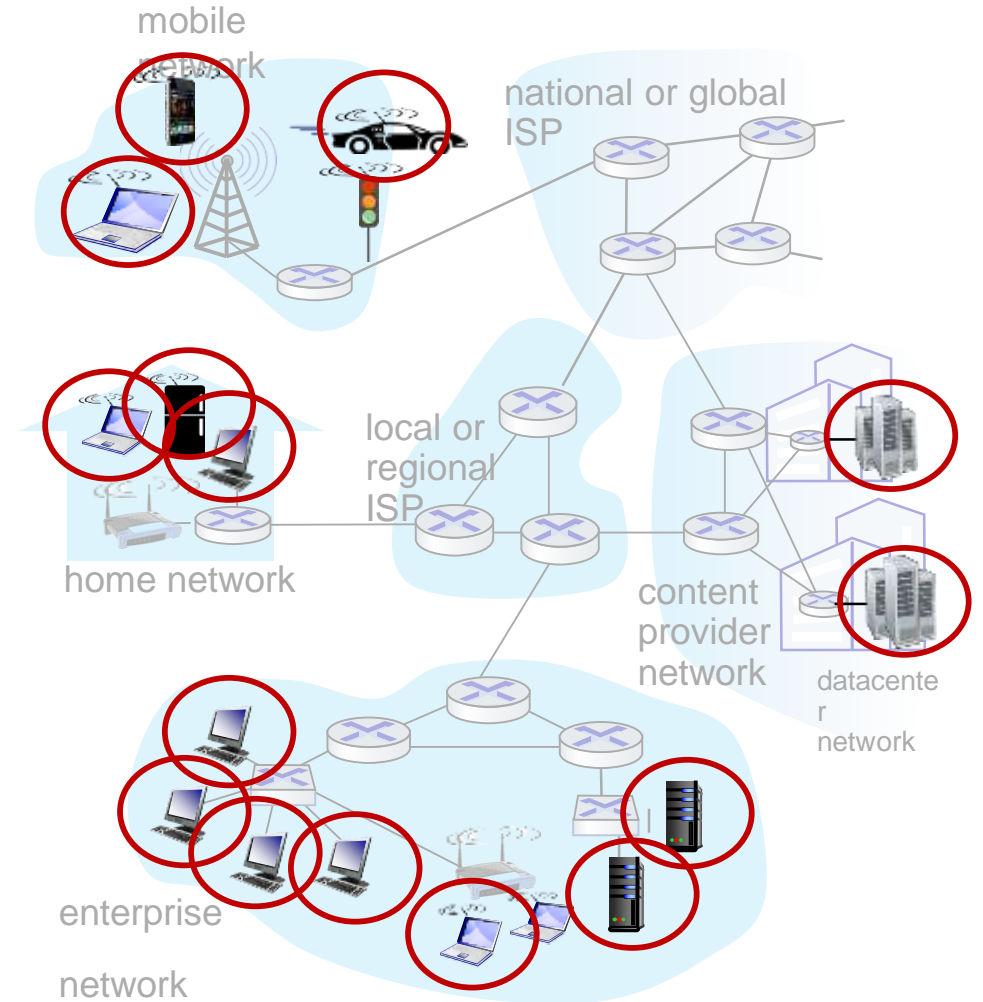 mobile
network
national or global
ISP
local or
regional
ISP
home network
content
provider
network
datacente
r
network
enterprise
network